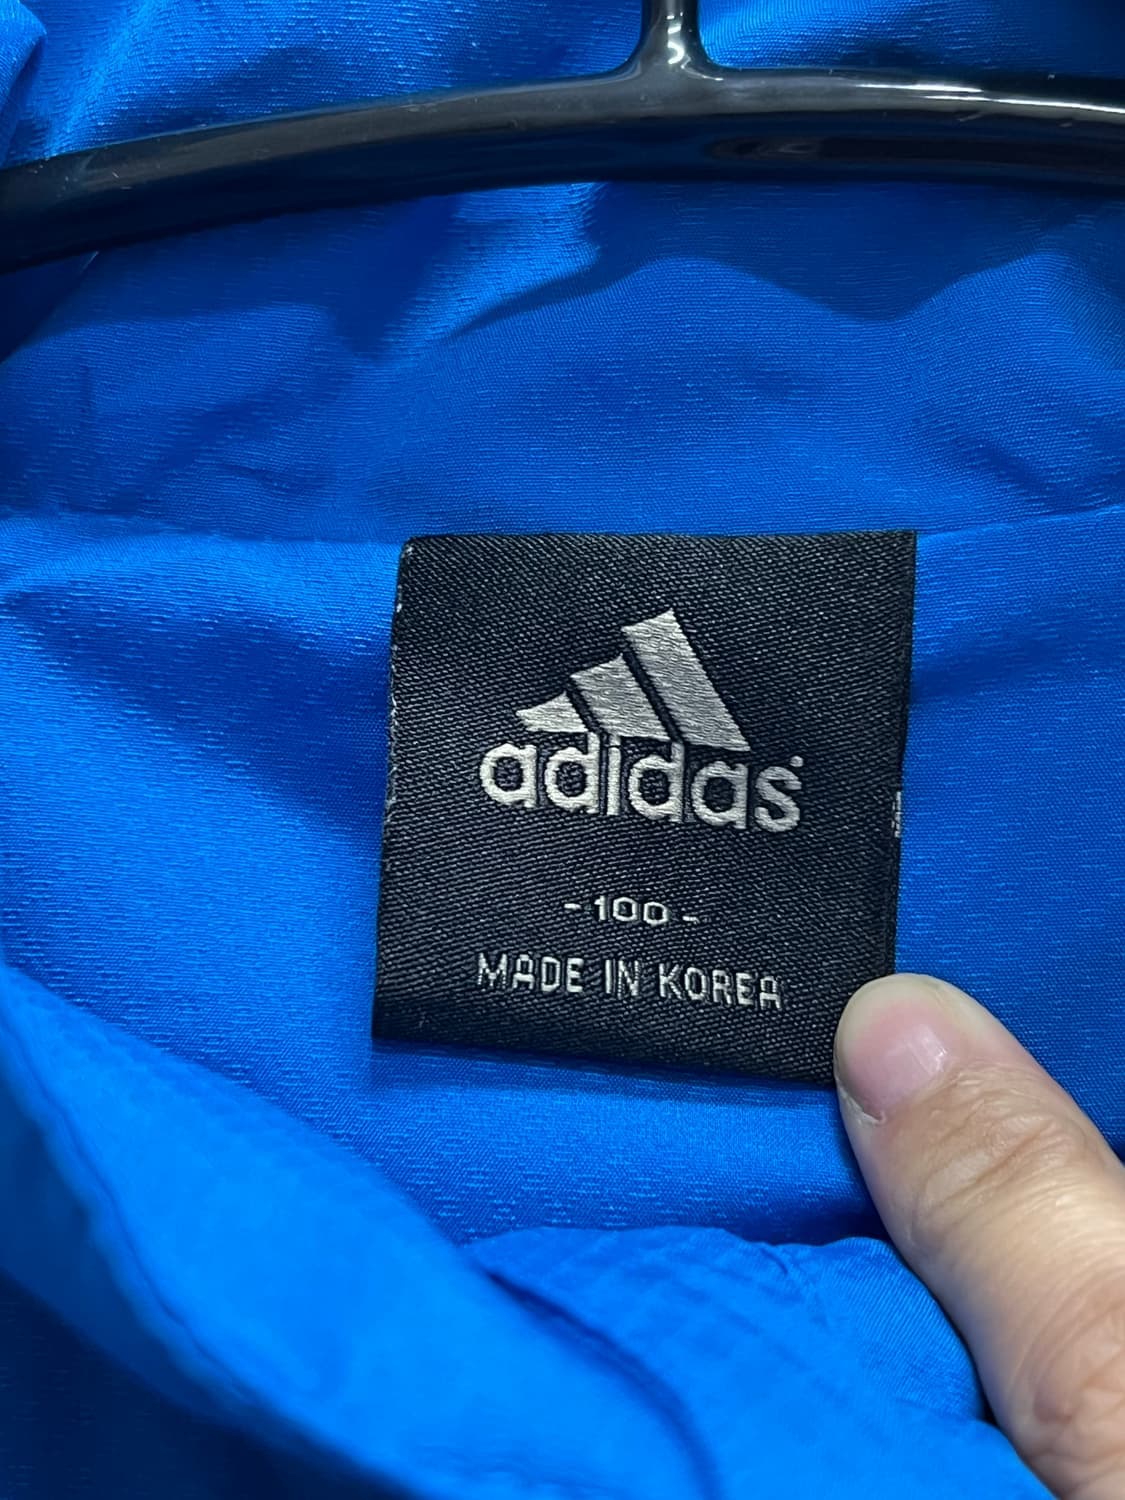 adidas
- 100 -
MADE IN KOREA